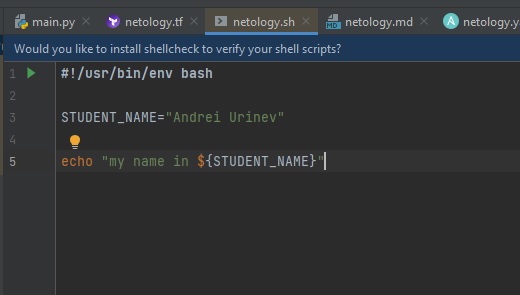 main.py netology.tf netology.sh netology.md netology.y
Would you like to install shellcheck to verify your shell scripts?
1 #!/usr/bin/env bash
2
3 STUDENT_NAME="Andrei Urinev"
4
5 echo "my name in ${STUDENT_NAME}"